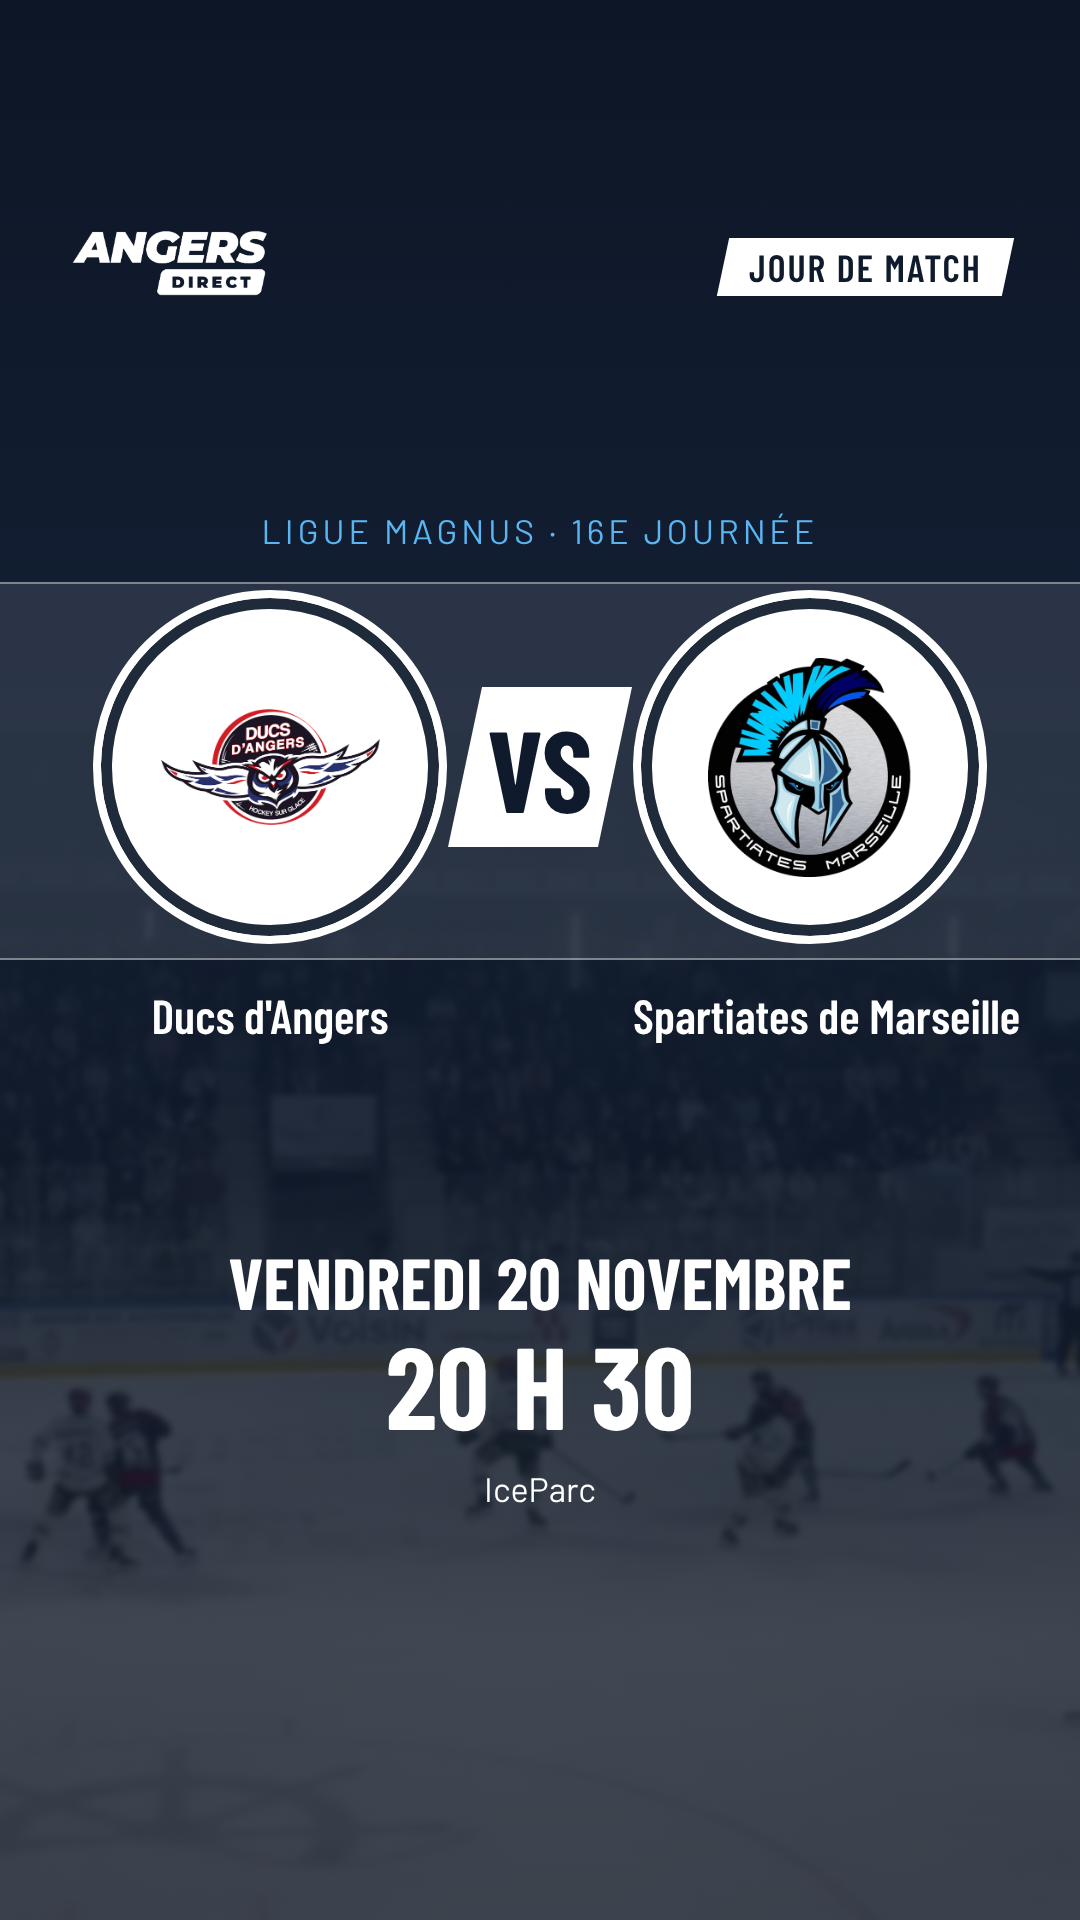 ANGERS
DIRECT
JOUR DE MATCH
LIGUE MAGNUS · 16E JOURNÉE
DUCS
D'ANGERS
HOCKEY SUR GLACE
VS
SPARTIATES MARSEILLE
Ducs d'Angers
Spartiates de Marseille
VENDREDI 20 NOVEMBRE
VOISIN
20 H 30
IceParc